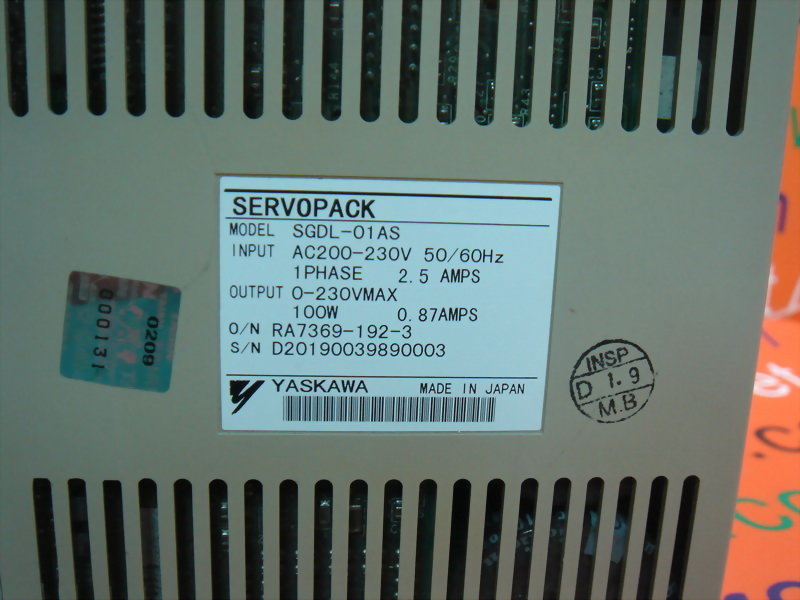 SERVOPACK
MODEL SGDL-01AS
INPUT AC200-230V 50/60Hz
1PHASE 2.5 AMPS
OUTPUT 0-230VMAX
100W 0.87AMPS
O/N RA7369-192-3
S/N D20190039890003
YASKAWA MADE IN JAPAN
0209
000131
INSP
D 1.9
M.B